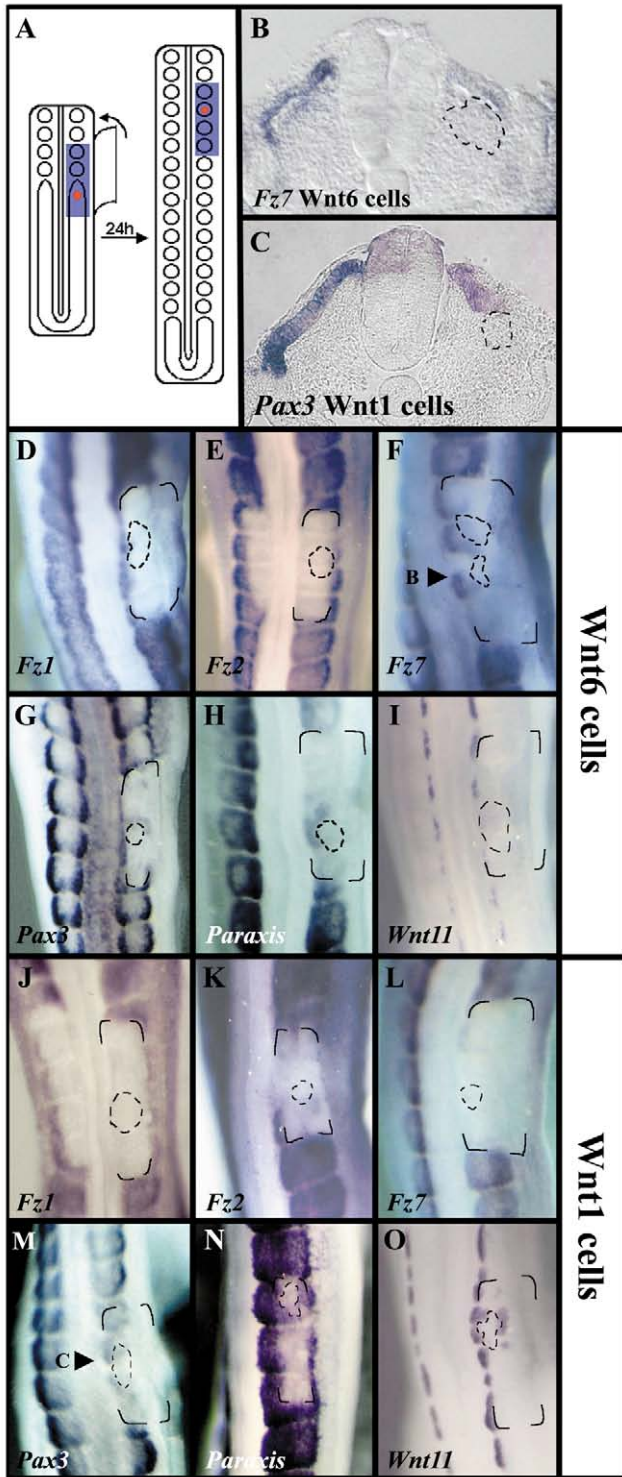 A
24h
B
Fz7 Wnt6 cells
C
Pax3 Wnt1 cells
D
Fz1
E
Fz2
F
B
Fz7
G
Pax3
H
Paraxis
I
Wnt11
Wnt6 cells
J
Fz1
K
Fz2
L
Fz7
M
C
Pax3
N
Paraxis
O
Wnt11
Wnt1 cells